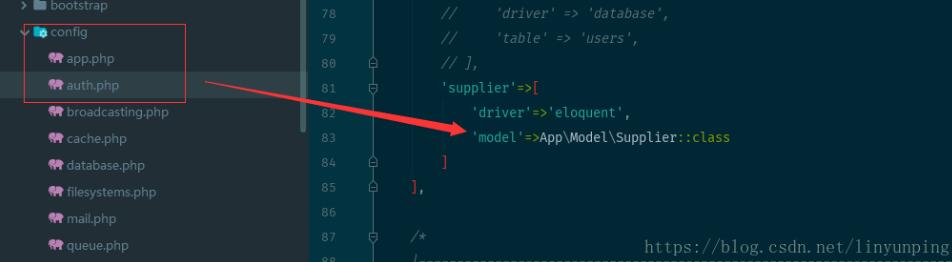 bootstrap
config
app.php
auth.php
broadcasting.php
cache.php
database.php
filesystems.php
mail.php
queue.php
78 //     'driver' => 'database',
79 //     'table' => 'users',
80 // ],
81 'supplier'=>[
82 'driver'=>'eloquent',
83 'model'=>App\Model\Supplier::class
84 ]
85 ],
86
87 /*
88
https://blog.csdn.net/linyunping